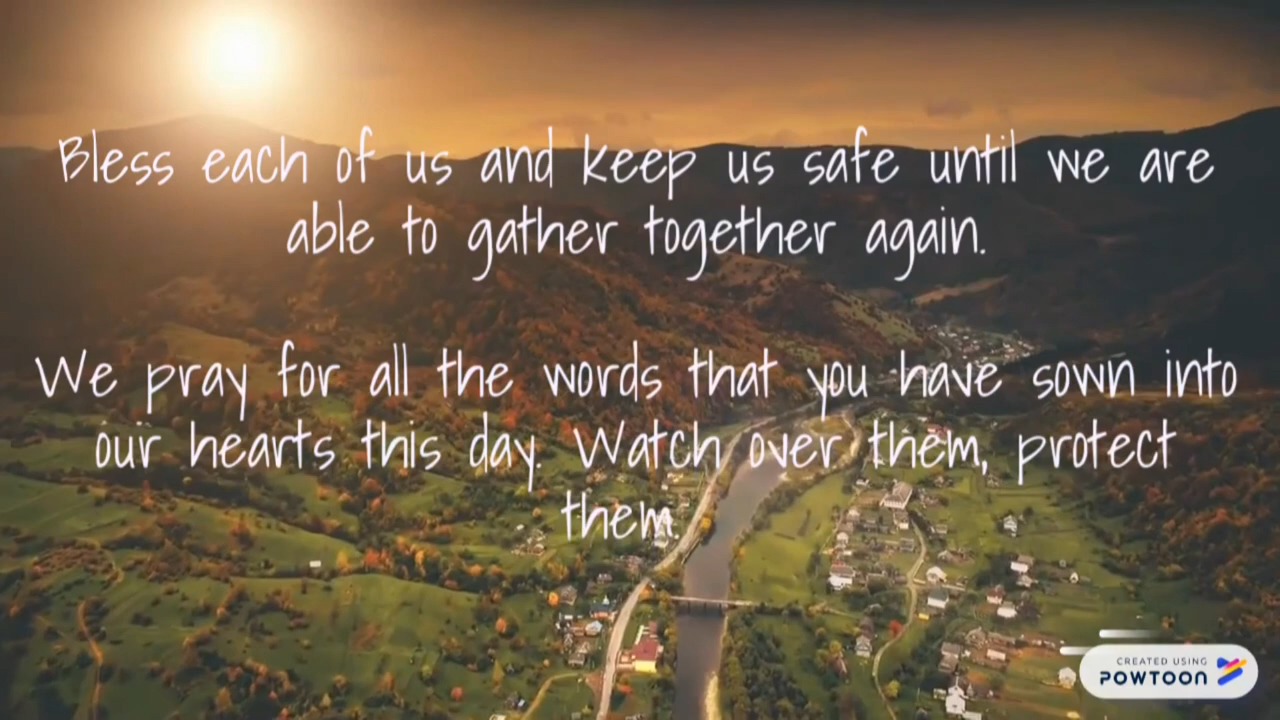 Bless each of us and keep us safe until we are
able to gather together again.
We pray for all the words that you have sown into
our hearts this day. Watch over them, protect
them.
CREATED USING
POWTOON